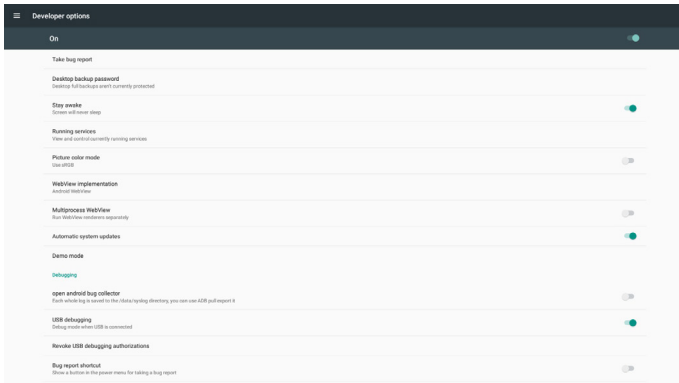 Developer options
On
Take bug report
Desktop backup password
Desktop full backups aren't currently protected
Stay awake
Screen will never sleep
Running services
View and control currently running services
Picture color mode
Use sRGB
WebView implementation
Android WebView
Multiprocess WebView
Run WebView renderers separately
Automatic system updates
Demo mode
Debugging
open android bug collector
Each whole log is saved to the /data/syslog directory, you can use ADB pull export it
USB debugging
Debug mode when USB is connected
Revoke USB debugging authorizations
Bug report shortcut
Show a button in the power menu for taking a bug report